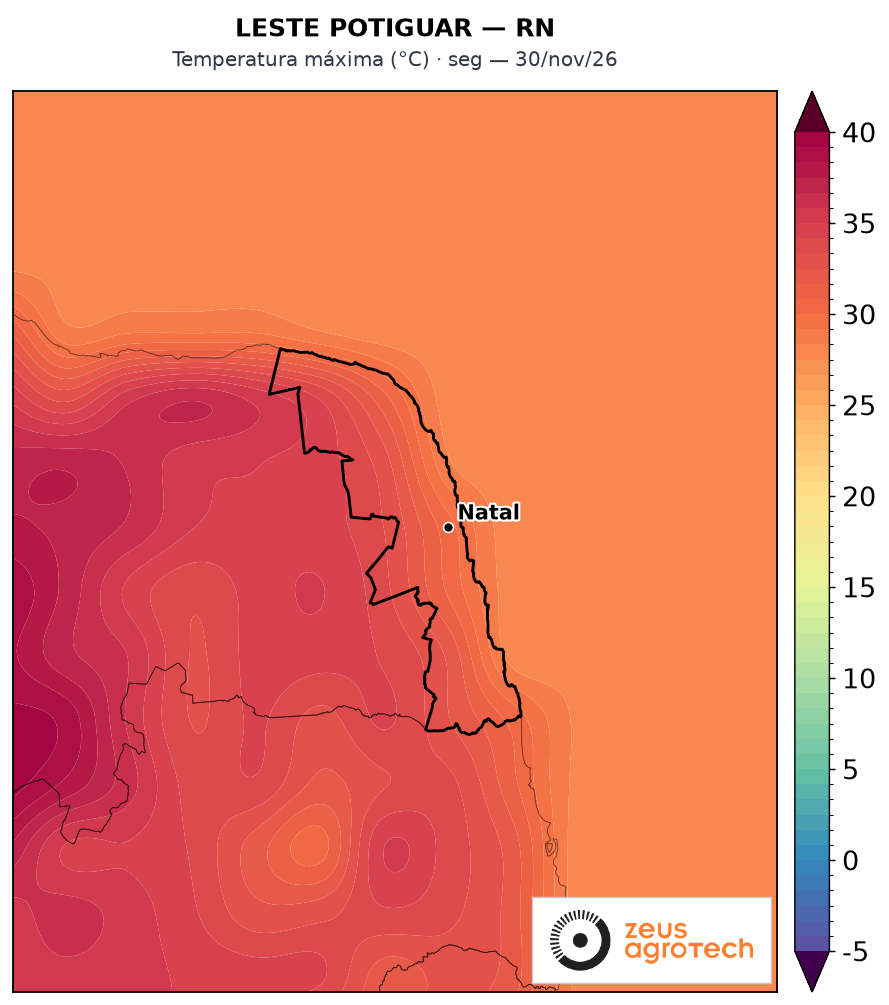 LESTE POTIGUAR — RN
Temperatura máxima (°C) · seg — 30/nov/26
40
35
30
25
20
15
10
5
0
-5
Natal
zeus
agrotech